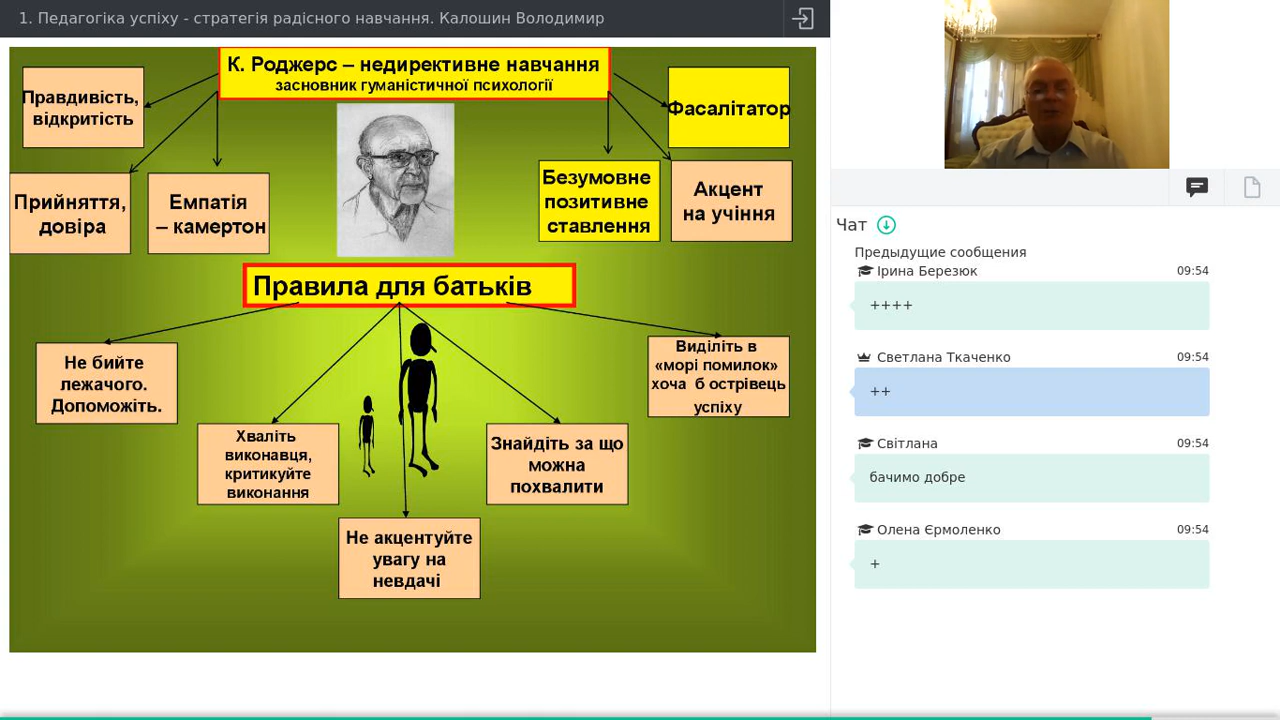 1. Педагогіка успіху - стратегія радісного навчання. Калошин Володимир
К. Роджерс – недирективне навчання
засновник гуманістичної психології
Правдивість,
відкритість
Фасалітатор
Прийняття,
довіра
Емпатія
– камертон
Безумовне
позитивне
ставлення
Акцент
на учіння
Правила для батьків
Не бийте
лежачого.
Допоможіть.
Хваліть
виконавця,
критикуйте
виконання
Не акцентуйте
увагу на
невдачі
Знайдіть за що
можна
похвалити
Виділіть в
«морі помилок»
хоча б острівець
успіху
Чат
Предыдущие сообщения
Ірина Березюк 09:54
++++
Светлана Ткаченко 09:54
++
Світлана 09:54
бачимо добре
Олена Єрмоленко 09:54
+